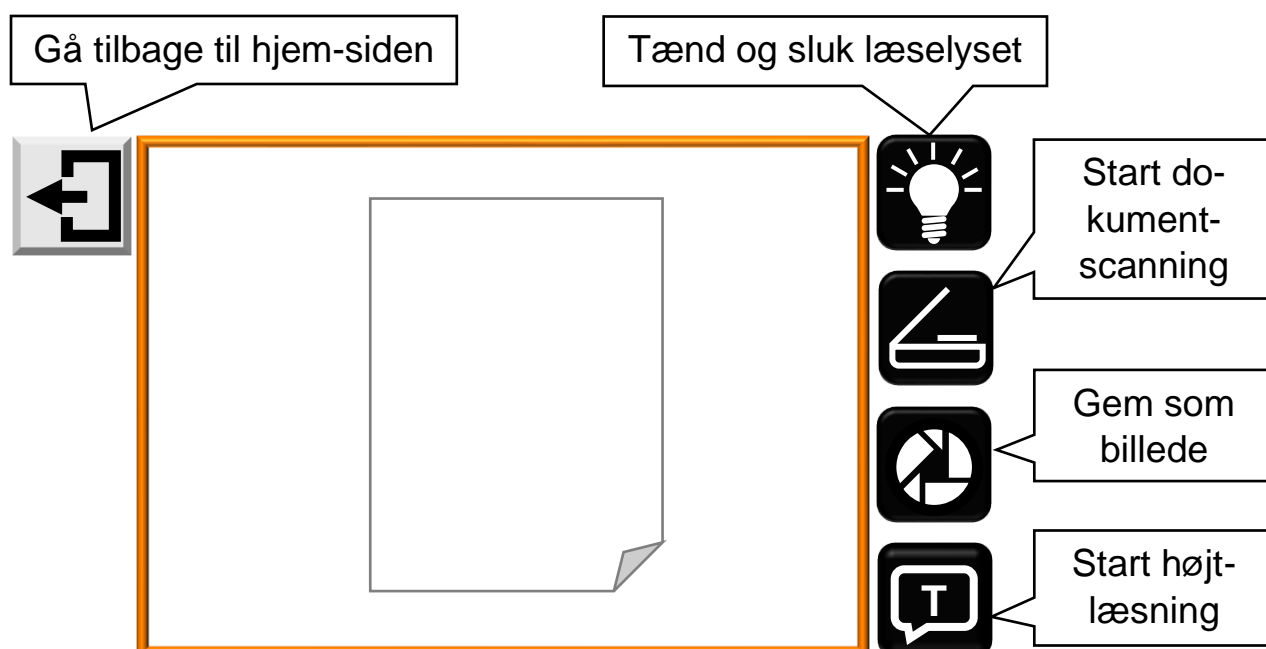 Gå tilbage til hjem-siden
Tænd og sluk læselyset
Start do-
kument-
scanning
Gem som
billede
T
Start højt-
læsning